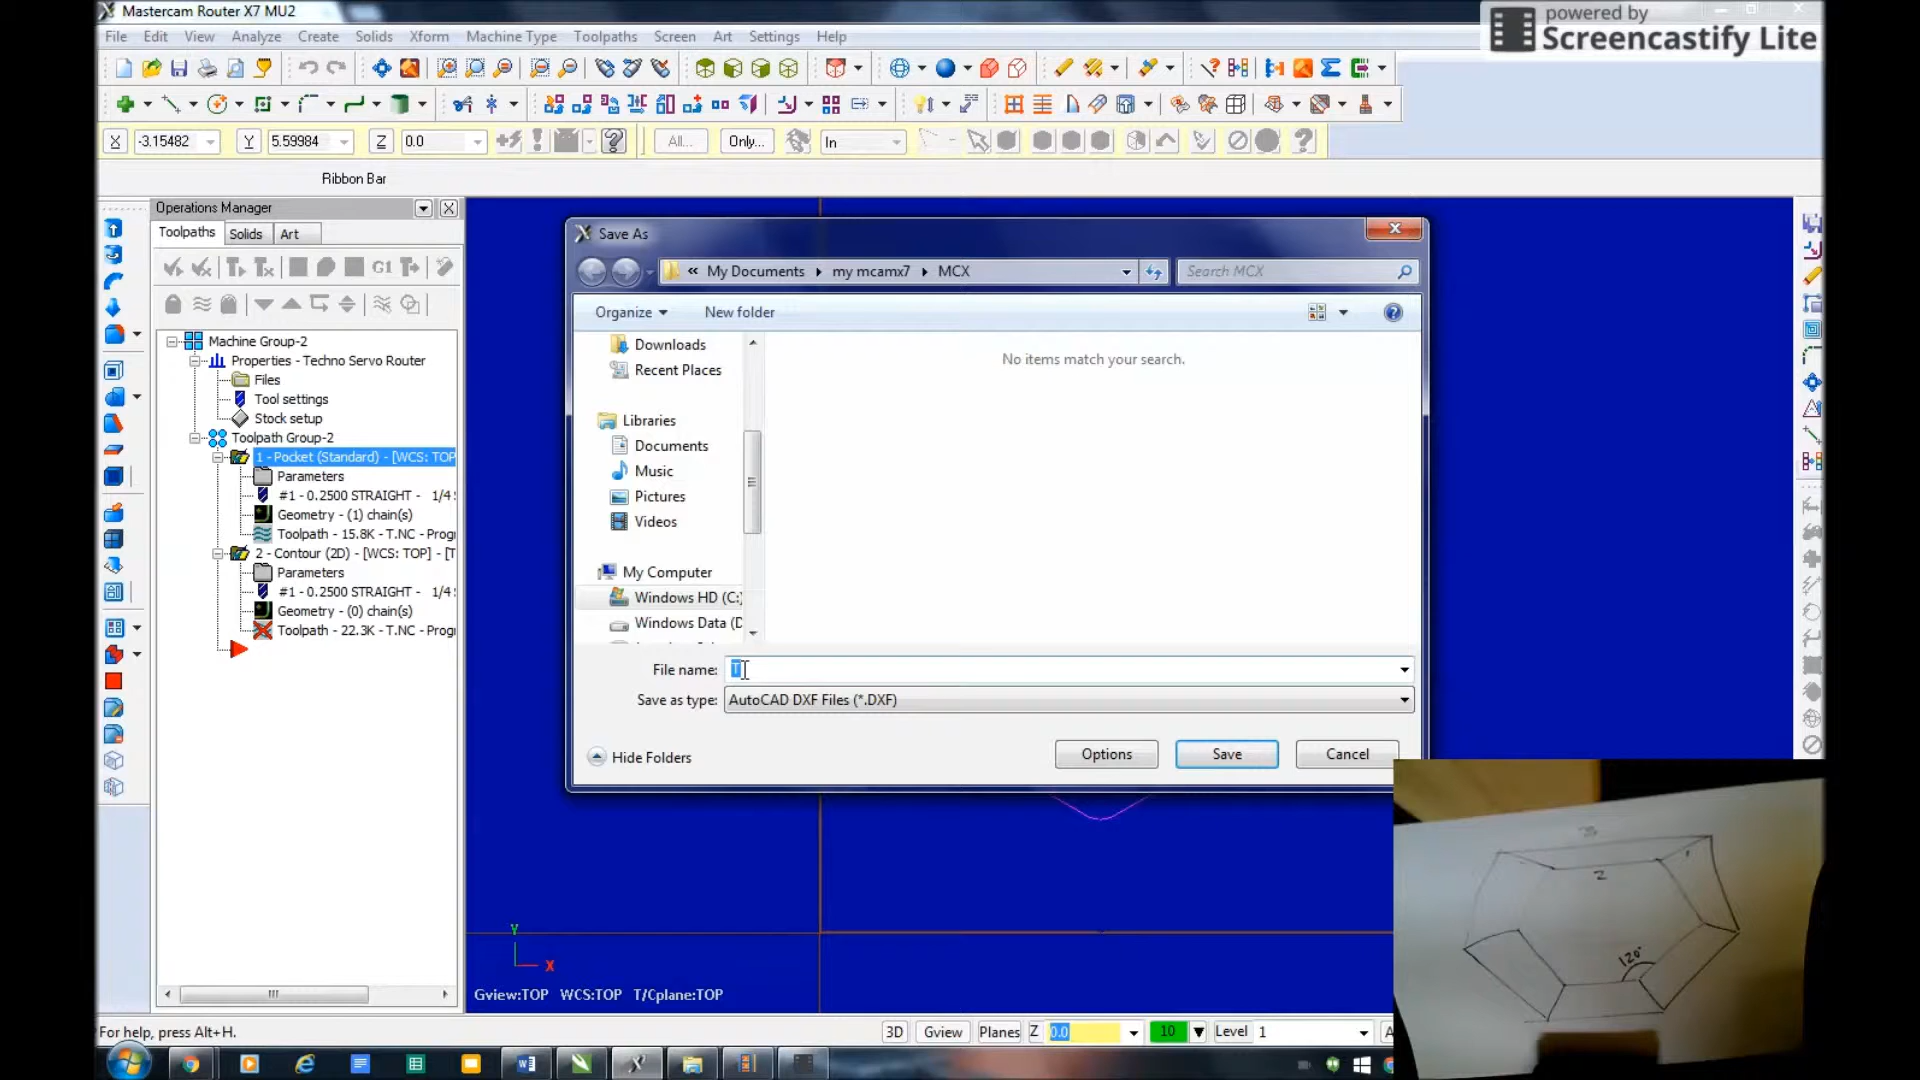 Mastercam Router X7 MU2
powered by
Screencastify Lite
File Edit View Analyze Create Solids Xform Machine Type Toolpaths Screen Art Settings Help
X -3.15482 Y 5.59984 Z 0.0 All... Only... In
Ribbon Bar
Operations Manager
Toolpaths Solids Art
G1
Machine Group-2
Properties - Techno Servo Router
Files
Tool settings
Stock setup
Toolpath Group-2
1 - Pocket (Standard) - [WCS: TOP
Parameters
#1 - 0.2500 STRAIGHT - 1/4
Geometry - (1) chain(s)
Toolpath - 15.8K - T.NC - Progr
2 - Contour (2D) - [WCS: TOP] - [T
Parameters
#1 - 0.2500 STRAIGHT - 1/4
Geometry - (0) chain(s)
Toolpath - 22.3K - T.NC - Progr
Save As
« My Documents My mcamx7 MCX Search MCX
Organize New folder
Downloads
Recent Places
Libraries
Documents
Music
Pictures
Videos
My Computer
Windows HD (C:)
Windows Data (D
No items match your search.
File name: T
Save as type: AutoCAD DXF Files (*.DXF)
Hide Folders Options Save Cancel
2
120°
Y
X
Gview:TOP WCS:TOP T/Cplane:TOP
For help, press Alt+H.
3D Gview Planes Z 0.0 10 Level 1 A